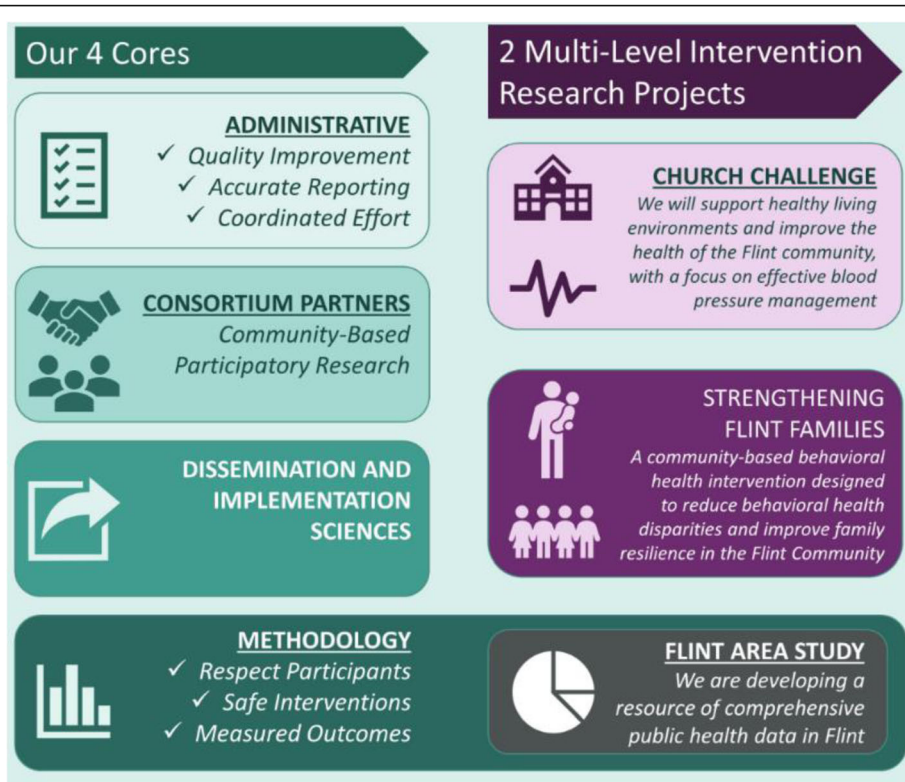 Our 4 Cores
ADMINISTRATIVE
✓ Quality Improvement
✓ Accurate Reporting
✓ Coordinated Effort
CONSORTIUM PARTNERS
Community-Based
Participatory Research
DISSEMINATION AND
IMPLEMENTATION
SCIENCES
METHODOLOGY
✓ Respect Participants
✓ Safe Interventions
✓ Measured Outcomes
2 Multi-Level Intervention
Research Projects
CHURCH CHALLENGE
We will support healthy living
environments and improve the
health of the Flint community,
with a focus on effective blood
pressure management
STRENGTHENING
FLINT FAMILIES
A community-based behavioral
health intervention designed
to reduce behavioral health
disparities and improve family
resilience in the Flint Community
FLINT AREA STUDY
We are developing a
resource of comprehensive
public health data in Flint